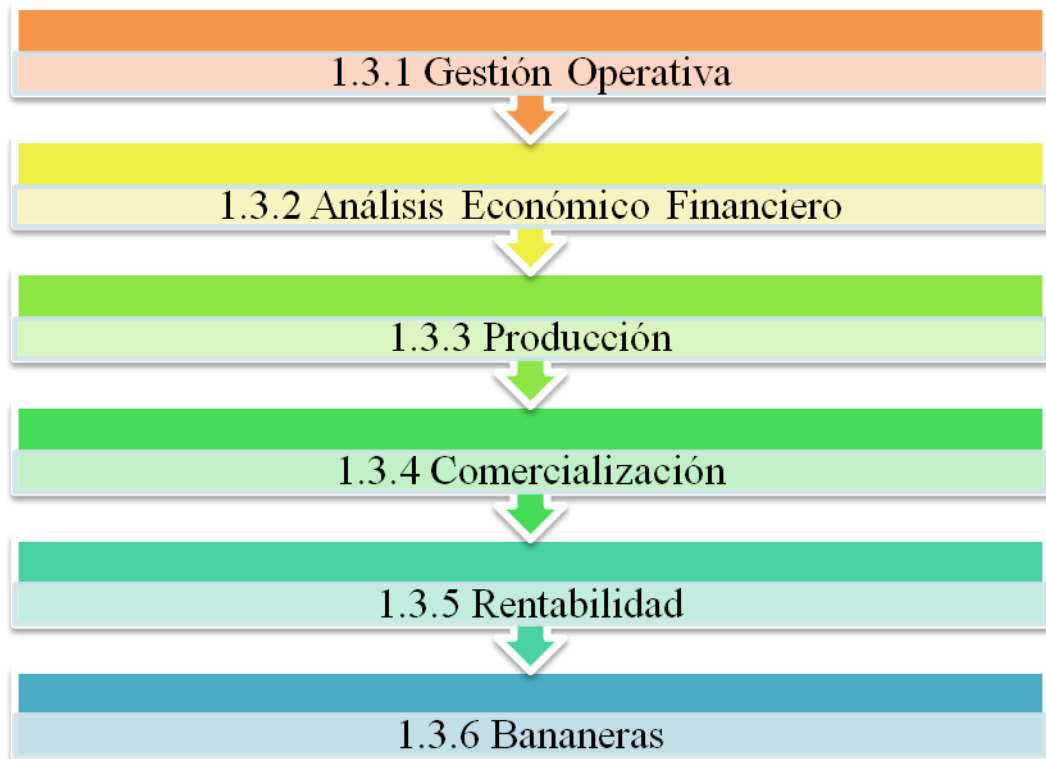 1.3.1 Gestión Operativa
1.3.2 Análisis Económico Financiero
1.3.3 Producción
1.3.4 Comercialización
1.3.5 Rentabilidad
1.3.6 Bananeras